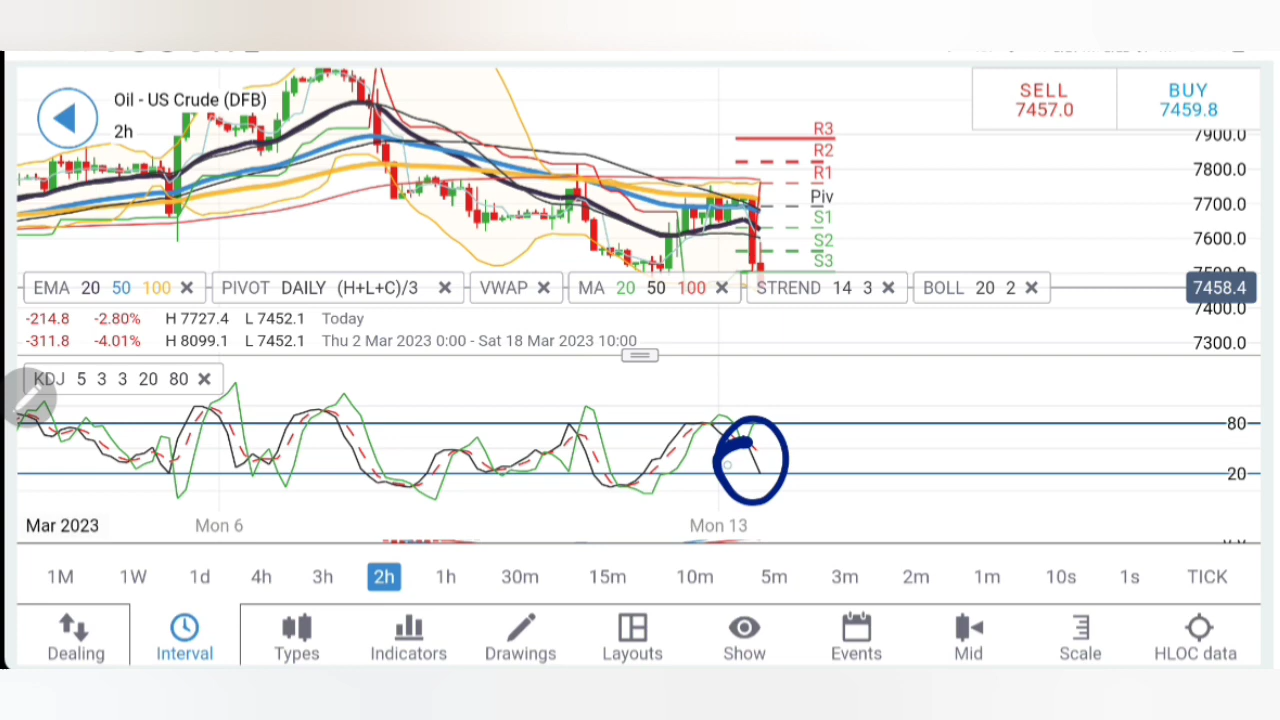 Oil - US Crude (DFB)
2h
SELL
7457.0
BUY
7459.8
R3
R2
R1
Piv
S1
S2
S3
7900.0
7800.0
7700.0
7600.0
7500.0
7458.4
7400.0
7300.0
EMA 20 50 100 ×
PIVOT DAILY (H+L+C)/3 ×
VWAP ×
MA 20 50 100 ×
STREND 14 3 ×
BOLL 20 2 ×
-214.8 -2.80% H 7727.4 L 7452.1 Today
-311.8 -4.01% H 8099.1 L 7452.1 Thu 2 Mar 2023 0:00 - Sat 18 Mar 2023 10:00
KDJ 5 3 3 20 80 ×
80
20
Mar 2023 Mon 6 Mon 13
1M 1W 1d 4h 3h 2h 1h 30m 15m 10m 5m 3m 2m 1m 10s 1s TICK
Dealing Interval Types Indicators Drawings Layouts Show Events Mid Scale HLOC data